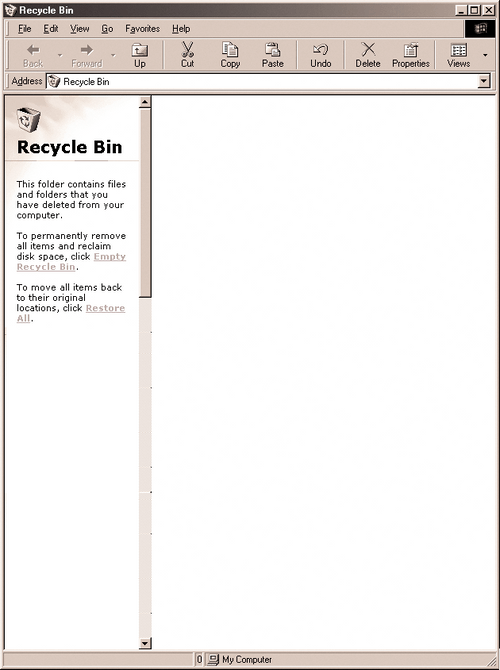 Recycle Bin
File Edit View Go Favorites Help
Back Forward Up Cut Copy Paste Undo Delete Properties Views
Address Recycle Bin
Recycle Bin
This folder contains files
and folders that you
have deleted from your
computer.
To permanently remove
all items and reclaim
disk space, click Empty
Recycle Bin.
To move all items back
to their original
locations, click Restore
All.
0 My Computer